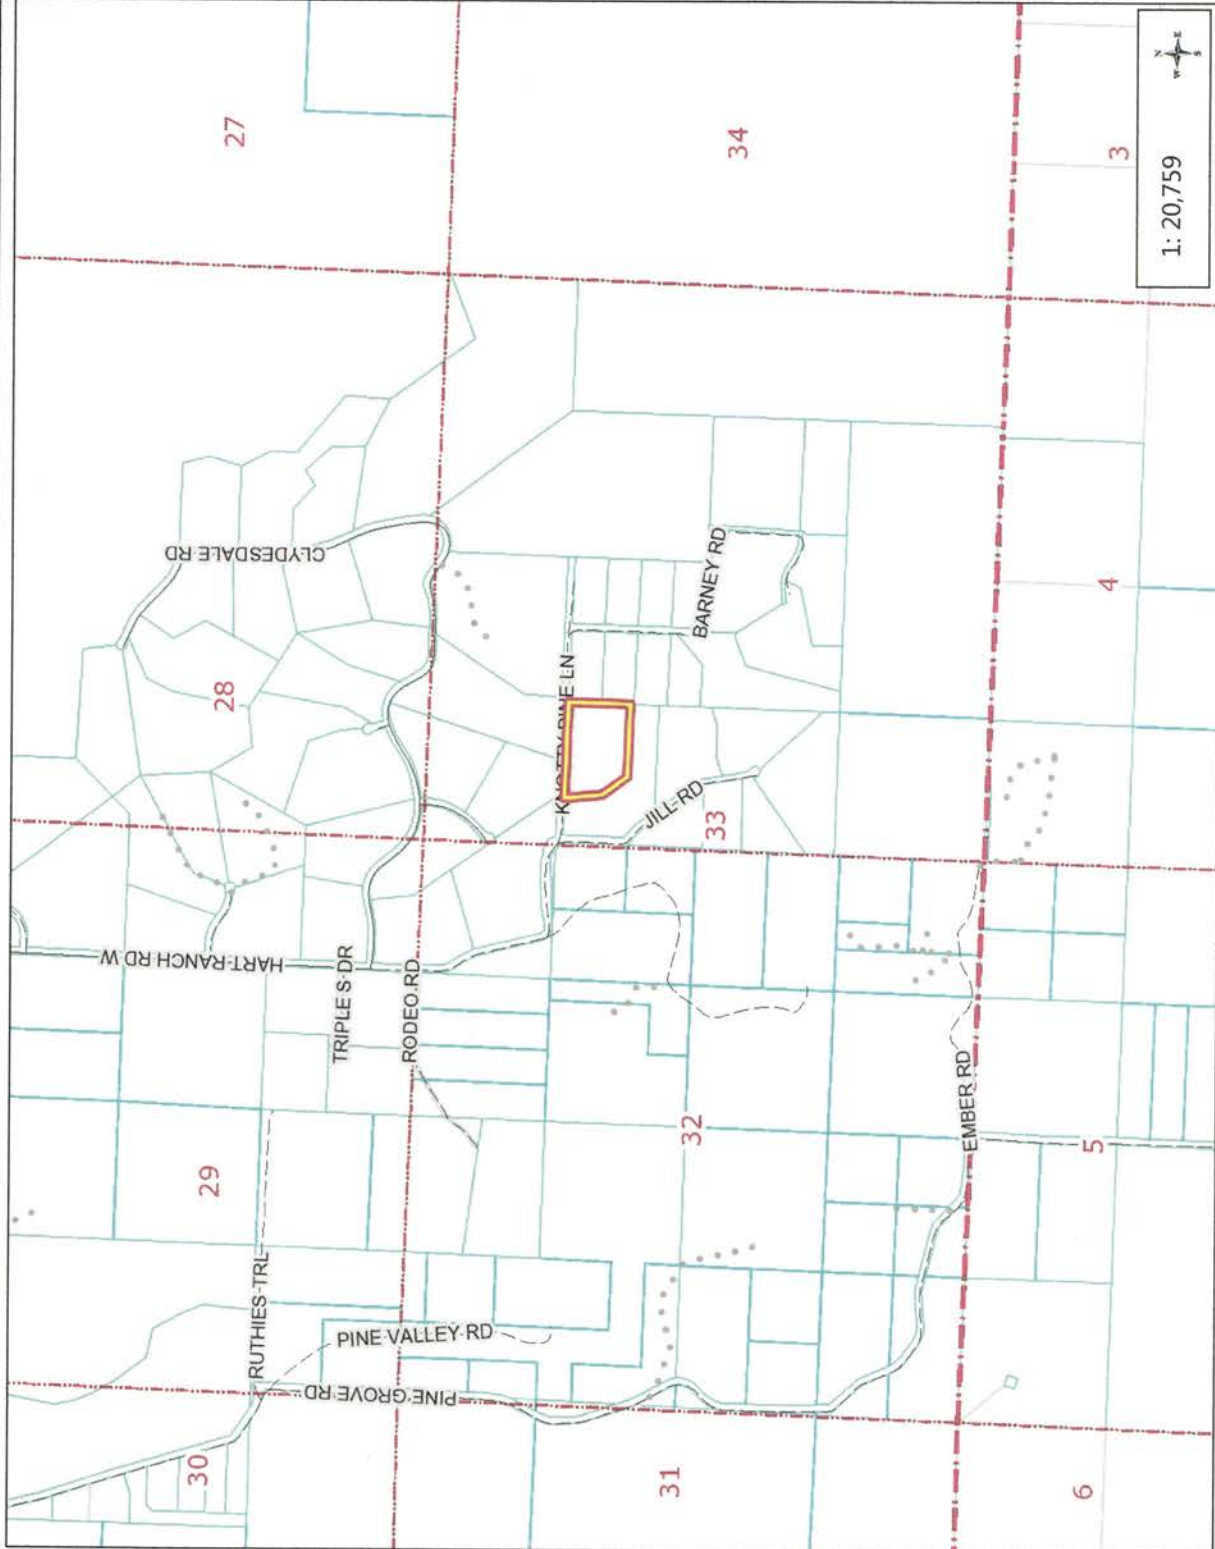 27
34
3
1: 20,759
N
W
E
S
CLYDESDALE RD
28
BARNEY RD
KNOTTY PINE LN
JILL RD
33
4
HART RANCH RD W
TRIPLE S DR
RODEO RD
29
32
EMBER RD
5
RUTHIES TRL
PINE VALLEY RD
PINE GROVE RD
30
31
6